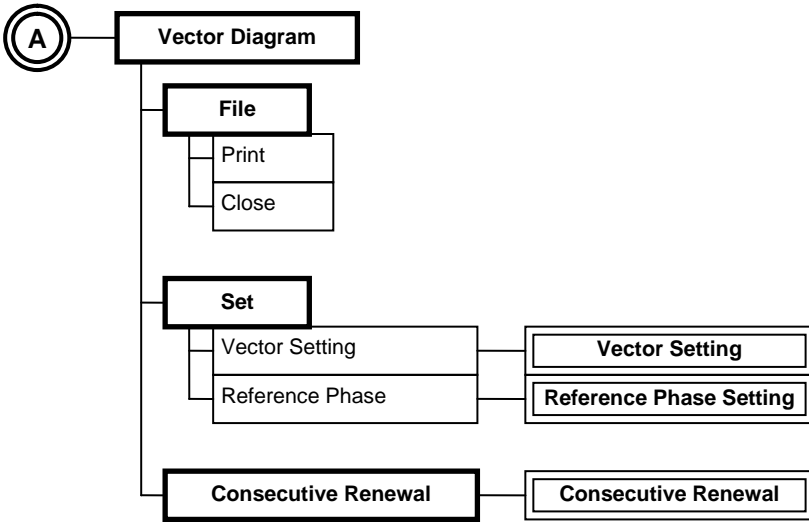 A
Vector Diagram
File
Print
Close
Set
Vector Setting
Vector Setting
Reference Phase
Reference Phase Setting
Consecutive Renewal
Consecutive Renewal